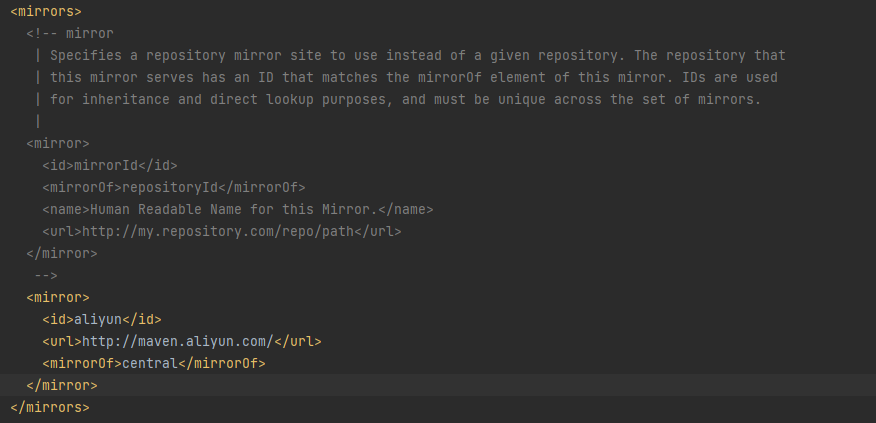 <mirrors>
  <!-- mirror
   | Specifies a repository mirror site to use instead of a given repository. The repository that
   | this mirror serves has an ID that matches the mirrorOf element of this mirror. IDs are used
   | for inheritance and direct lookup purposes, and must be unique across the set of mirrors.
   |
  <mirror>
    <id>mirrorId</id>
    <mirrorOf>repositoryId</mirrorOf>
    <name>Human Readable Name for this Mirror.</name>
    <url>http://my.repository.com/repo/path</url>
  </mirror>
   -->
  <mirror>
    <id>aliyun</id>
    <url>http://maven.aliyun.com/</url>
    <mirrorOf>central</mirrorOf>
  </mirror>
</mirrors>